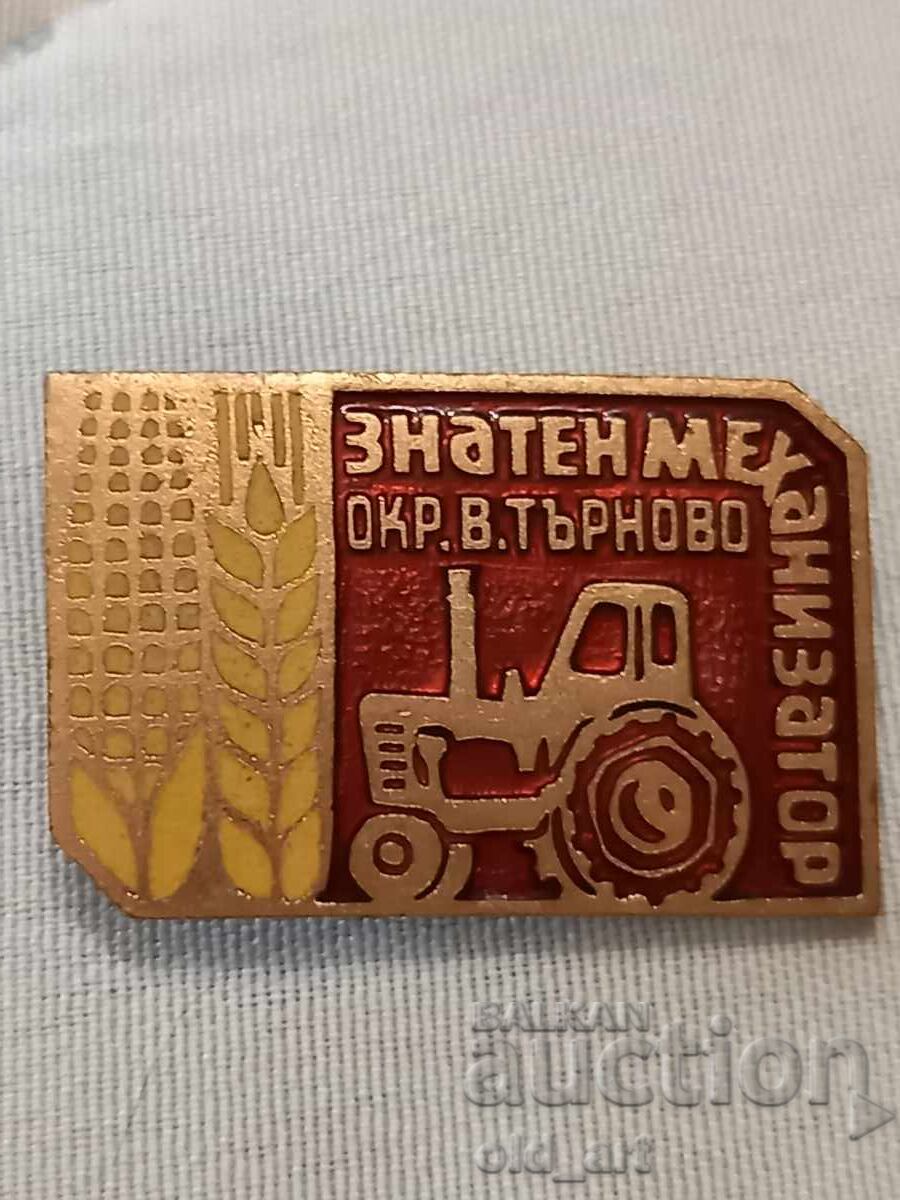 ЗНАТЕН МЕХАНИЗАТОР
ОКР. В. ТЪРНОВО
BALKAN
auction
old_art